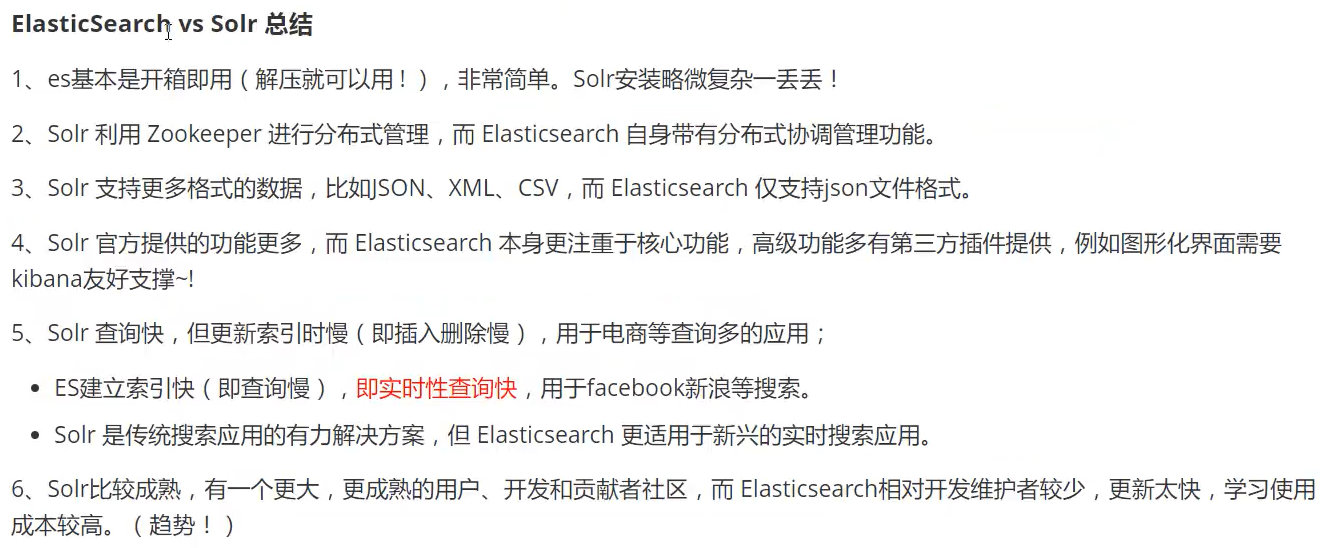 ElasticSearch vs Solr 总结
1、es基本是开箱即用（解压就可以用！），非常简单。Solr安装略微复杂一丢丢！
2、Solr 利用 Zookeeper 进行分布式管理，而 Elasticsearch 自身带有分布式协调管理功能。
3、Solr 支持更多格式的数据，比如JSON、XML、CSV，而 Elasticsearch 仅支持json文件格式。
4、Solr 官方提供的功能更多，而 Elasticsearch 本身更注重于核心功能，高级功能多有第三方插件提供，例如图形化界面需要
kibana友好支撑~!
5、Solr 查询快，但更新索引时慢（即插入删除慢），用于电商等查询多的应用；
• ES建立索引快（即查询慢），即实时性查询快，用于facebook新浪等搜索。
• Solr 是传统搜索应用的有力解决方案，但 Elasticsearch 更适用于新兴的实时搜索应用。
6、Solr比较成熟，有一个更大，更成熟的用户、开发和贡献者社区，而 Elasticsearch相对开发维护者较少，更新太快，学习使用
成本较高。（趋势！）